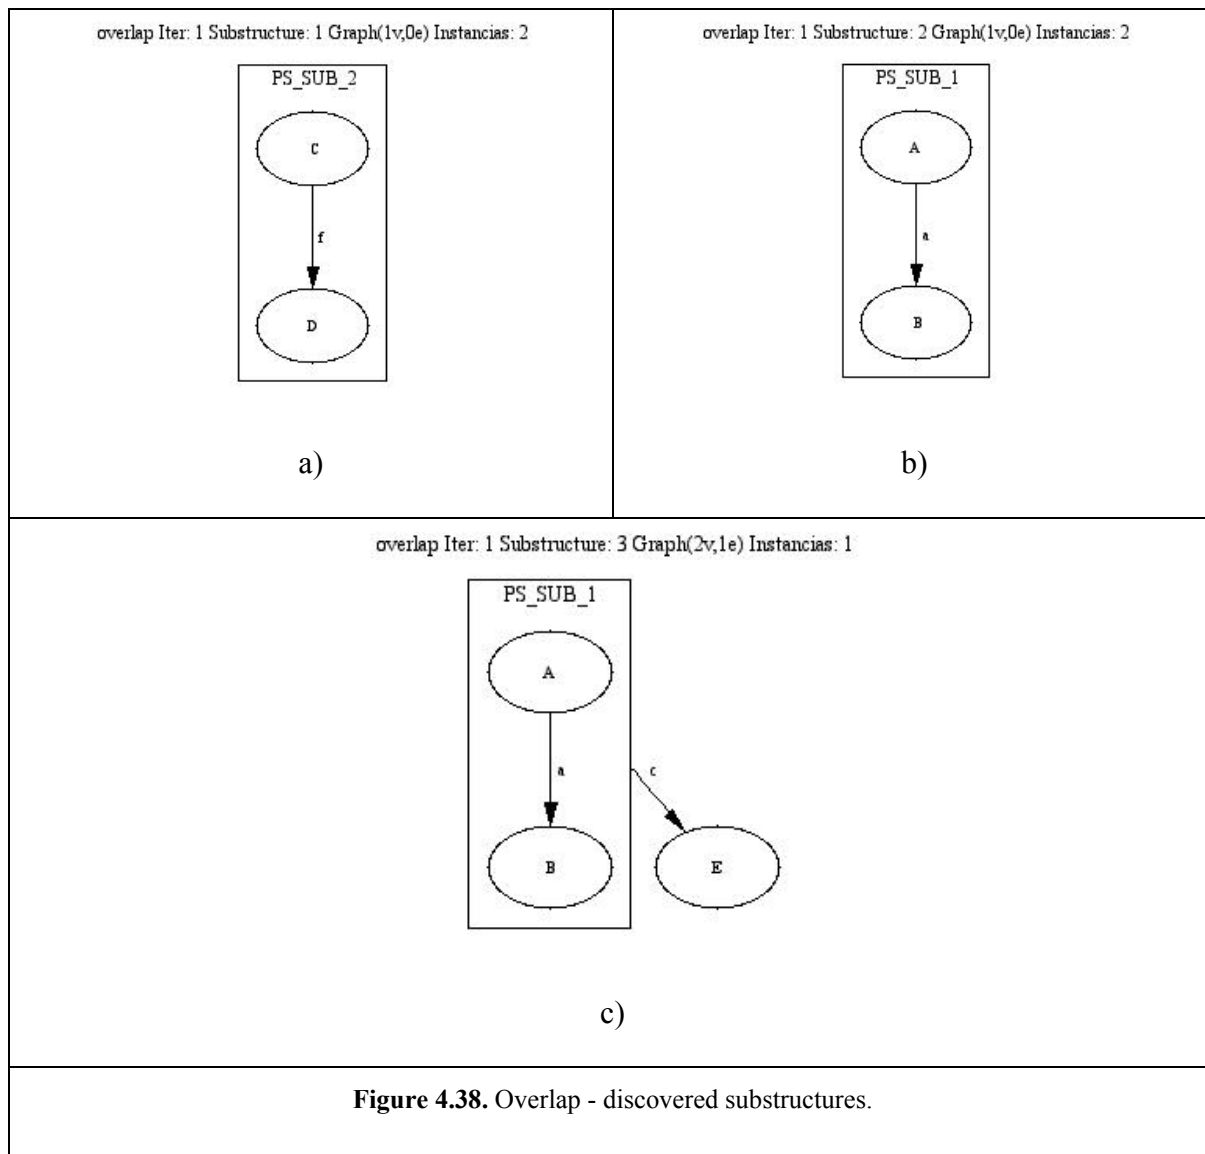 overlap Iter: 1 Substructure: 1 Graph(1v,0e) Instancias: 2
PS_SUB_2
C
f
D
a)
overlap Iter: 1 Substructure: 2 Graph(1v,0e) Instancias: 2
PS_SUB_1
A
a
B
b)
overlap Iter: 1 Substructure: 3 Graph(2v,1e) Instancias: 1
PS_SUB_1
A
a
c
B
E
c)
Figure 4.38. Overlap - discovered substructures.